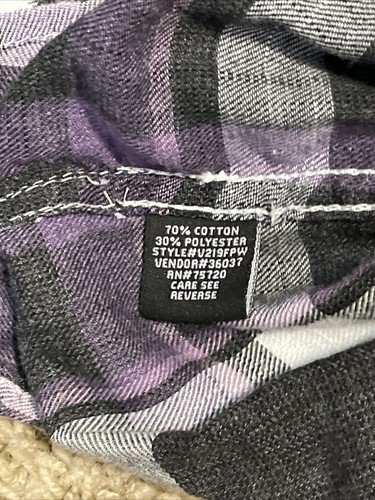 70% COTTON
30% POLYESTER
STYLE#V219FPW
VENDOR#36037
RN#75720
CARE SEE
REVERSE